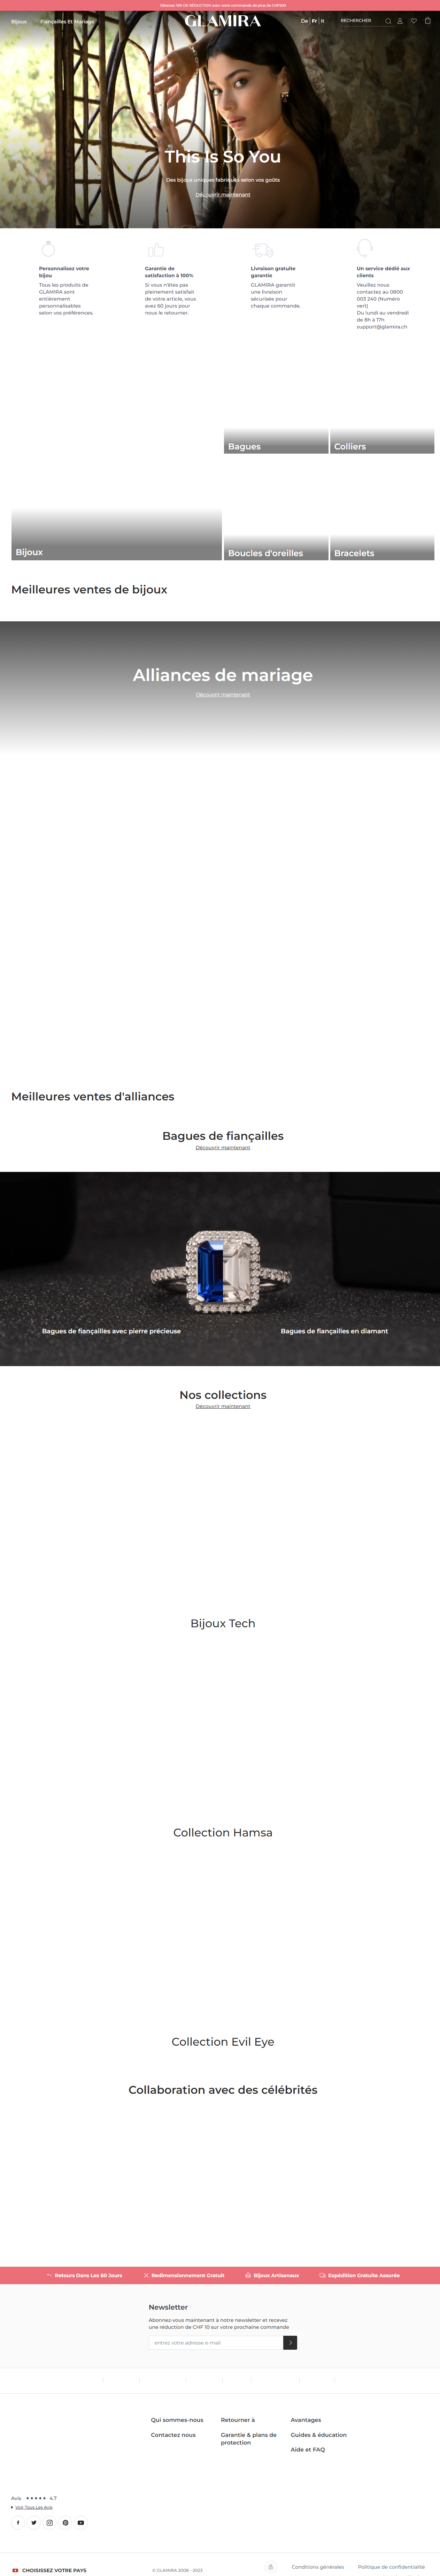 Obtenez 15% DE RÉDUCTION avec votre commande de plus de CHF500!
Bijoux
Fiançailles Et Mariage
GLAMIRA
De | Fr | It
RECHERCHER
This Is So You
Des bijoux uniques fabriqués selon vos goûts
Découvrir maintenant
Personnalisez votre
bijou
Tous les produits de
GLAMIRA sont
entièrement
personnalisables
selon vos préférences.
Garantie de
satisfaction à 100%
Si vous n'êtes pas
pleinement satisfait
de votre article, vous
avez 60 jours pour
nous le retourner.
Livraison gratuite
garantie
GLAMIRA garantit
une livraison
sécurisée pour
chaque commande.
Un service dédié aux
clients
Veuillez nous
contactez au 0800
003 240 (Numéro
vert)
Du lundi au vendredi
de 8h à 17h
support@glamira.ch
Bagues
Colliers
Bijoux
Boucles d'oreilles
Bracelets
Meilleures ventes de bijoux
Alliances de mariage
Découvrir maintenant
Meilleures ventes d'alliances
Bagues de fiançailles
Découvrir maintenant
Bagues de fiançailles avec pierre précieuse
Bagues de fiançailles en diamant
Nos collections
Découvrir maintenant
Bijoux Tech
Collection Hamsa
Collection Evil Eye
Collaboration avec des célébrités
Retours Dans Les 60 Jours
Redimensionnement Gratuit
Bijoux Artisanaux
Expédition Gratuite Assurée
Newsletter
Abonnez-vous maintenant à notre newsletter et recevez
une réduction de CHF 10 sur votre prochaine commande
entrez votre adresse e-mail
Qui sommes-nous
Contactez nous
Retourner à
Garantie & plans de
protection
Avantages
Guides & éducation
Aide et FAQ
Avis ★★★★★ 4.7
Voir Tous Les Avis
CHOISISSEZ VOTRE PAYS
© GLAMIRA 2008 - 2023
Conditions générales
Politique de confidentialité